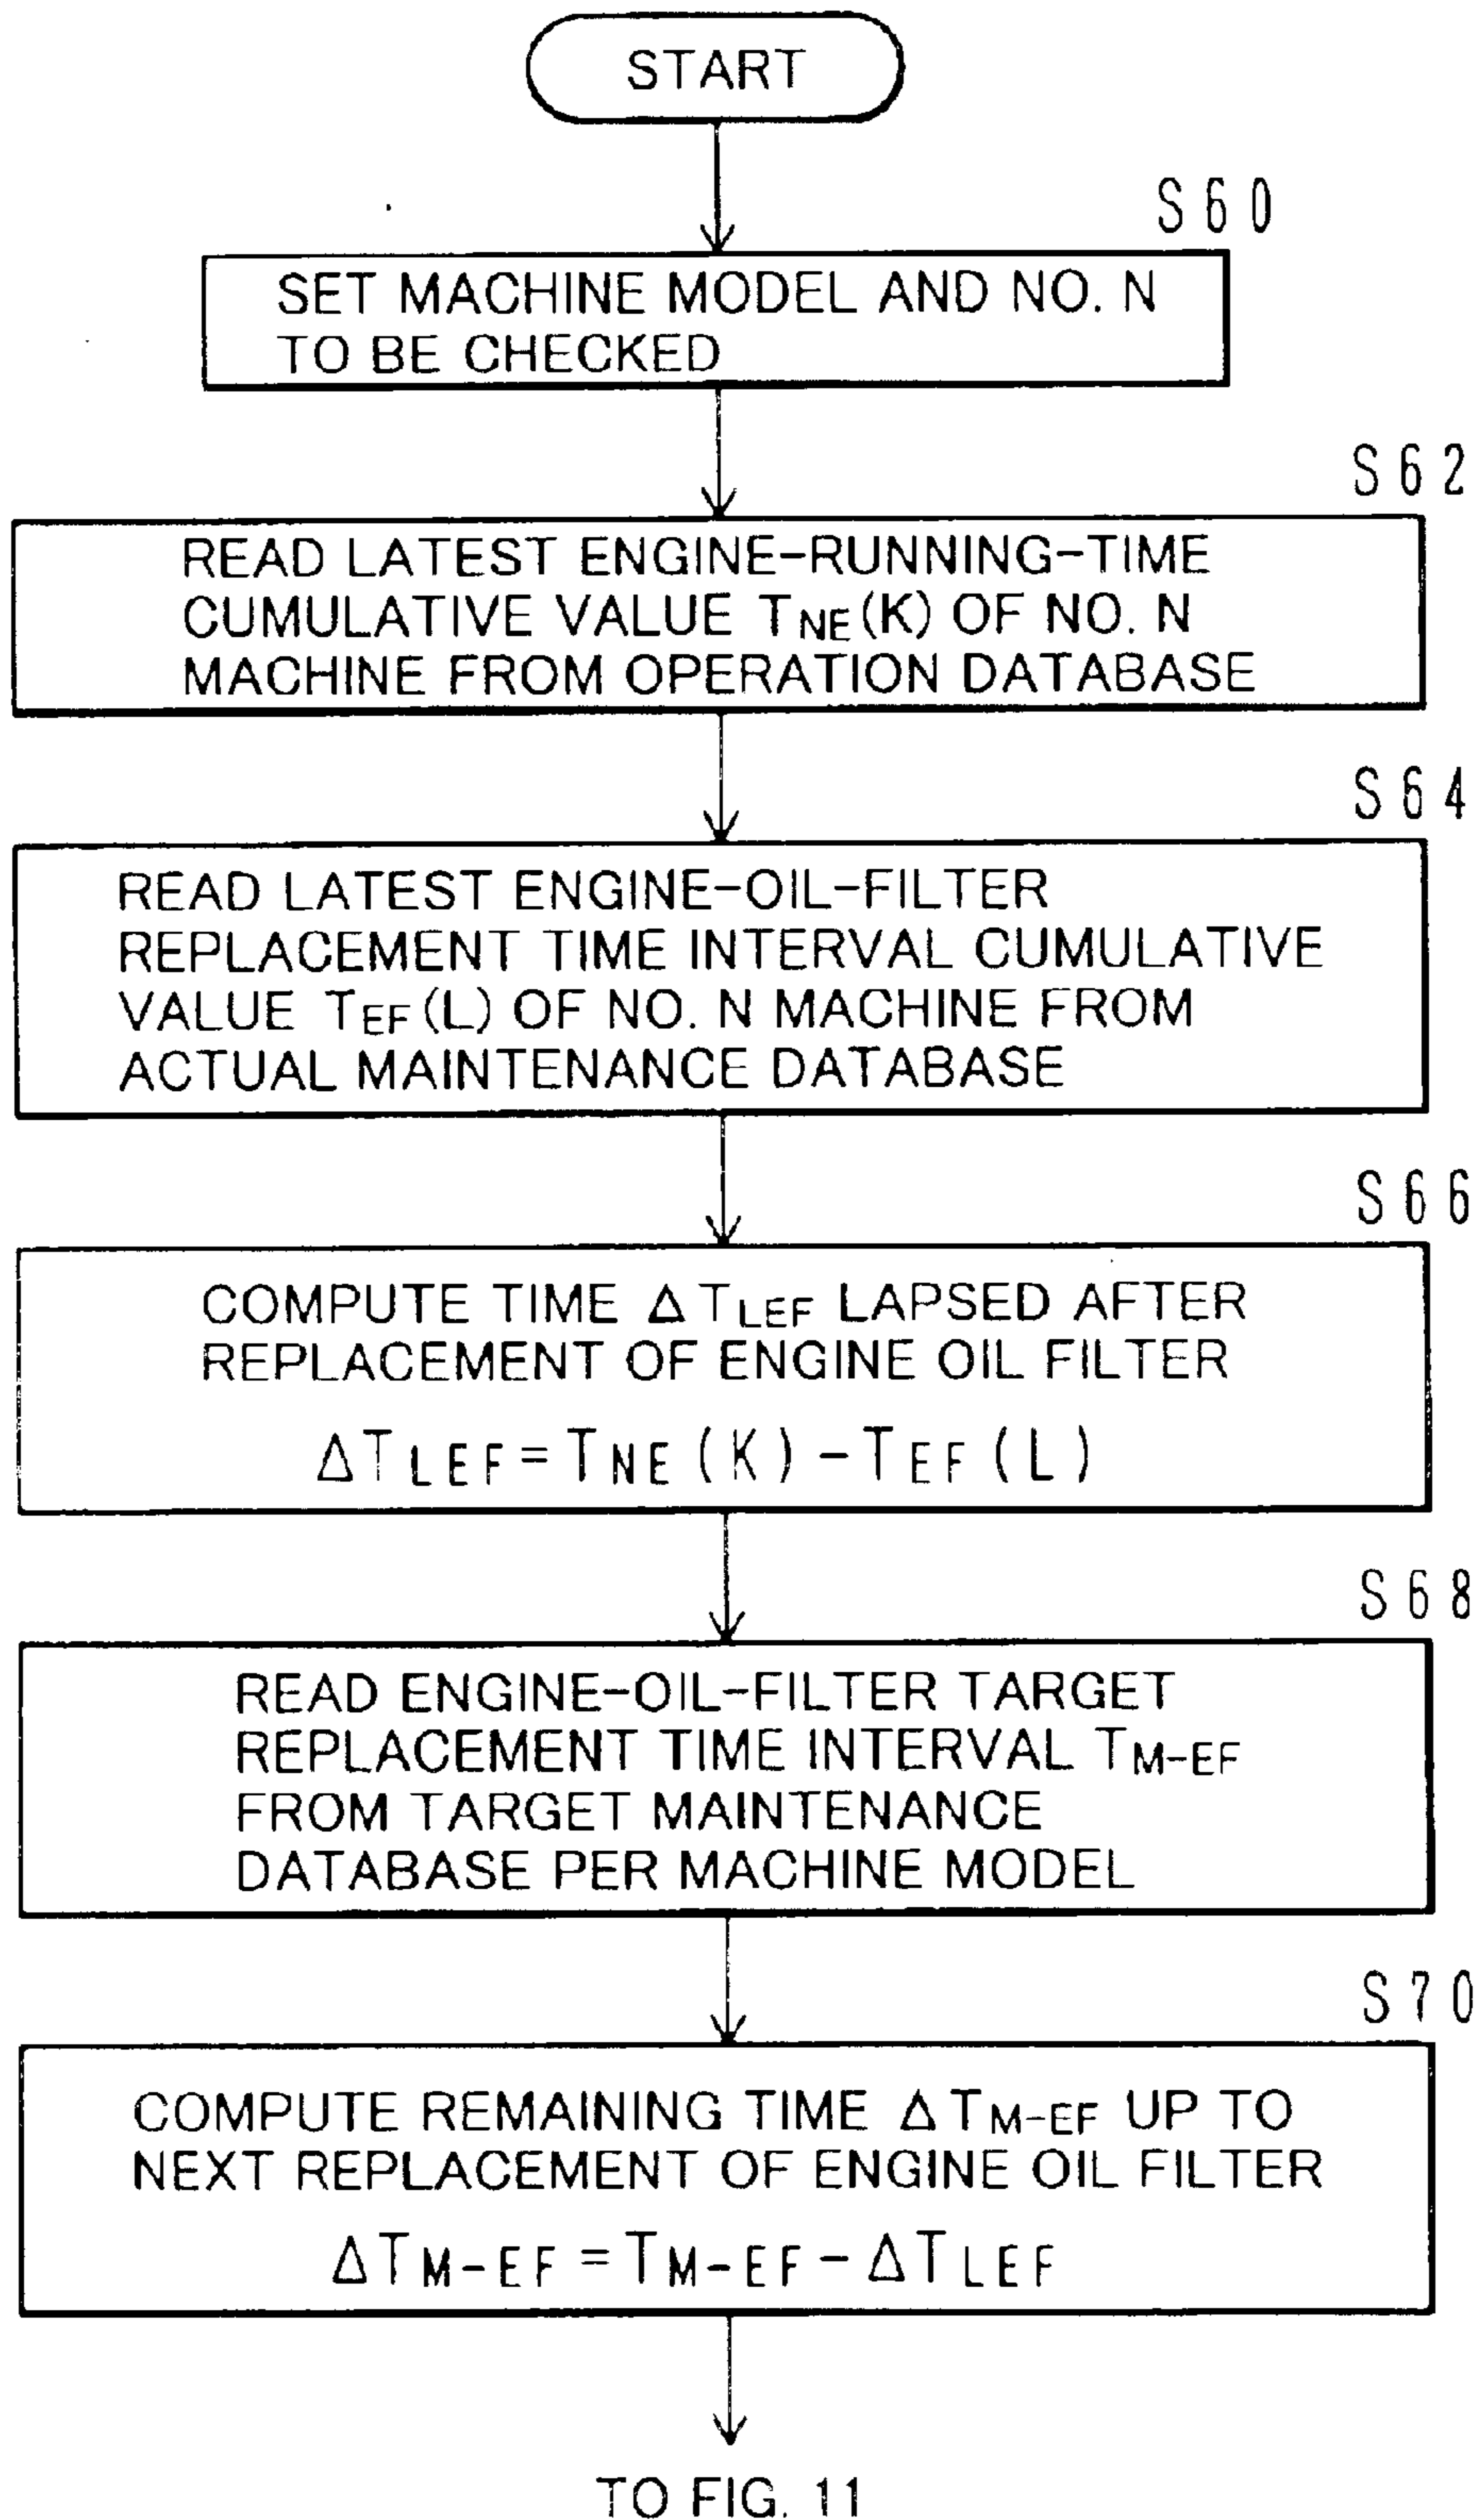 START
S60
SET MACHINE MODEL AND NO. N
TO BE CHECKED
S62
READ LATEST ENGINE-RUNNING-TIME
CUMULATIVE VALUE TNE(K) OF NO. N
MACHINE FROM OPERATION DATABASE
S64
READ LATEST ENGINE-OIL-FILTER
REPLACEMENT TIME INTERVAL CUMULATIVE
VALUE TEF(L) OF NO. N MACHINE FROM
ACTUAL MAINTENANCE DATABASE
S66
COMPUTE TIME ΔTLEF LAPSED AFTER
REPLACEMENT OF ENGINE OIL FILTER
ΔTLEF=TNE(K)-TEF(L)
S68
READ ENGINE-OIL-FILTER TARGET
REPLACEMENT TIME INTERVAL TM-EF
FROM TARGET MAINTENANCE
DATABASE PER MACHINE MODEL
S70
COMPUTE REMAINING TIME ΔTM-EF UP TO
NEXT REPLACEMENT OF ENGINE OIL FILTER
ΔTM-EF=TM-EF-ΔTLEF
TO FIG. 11